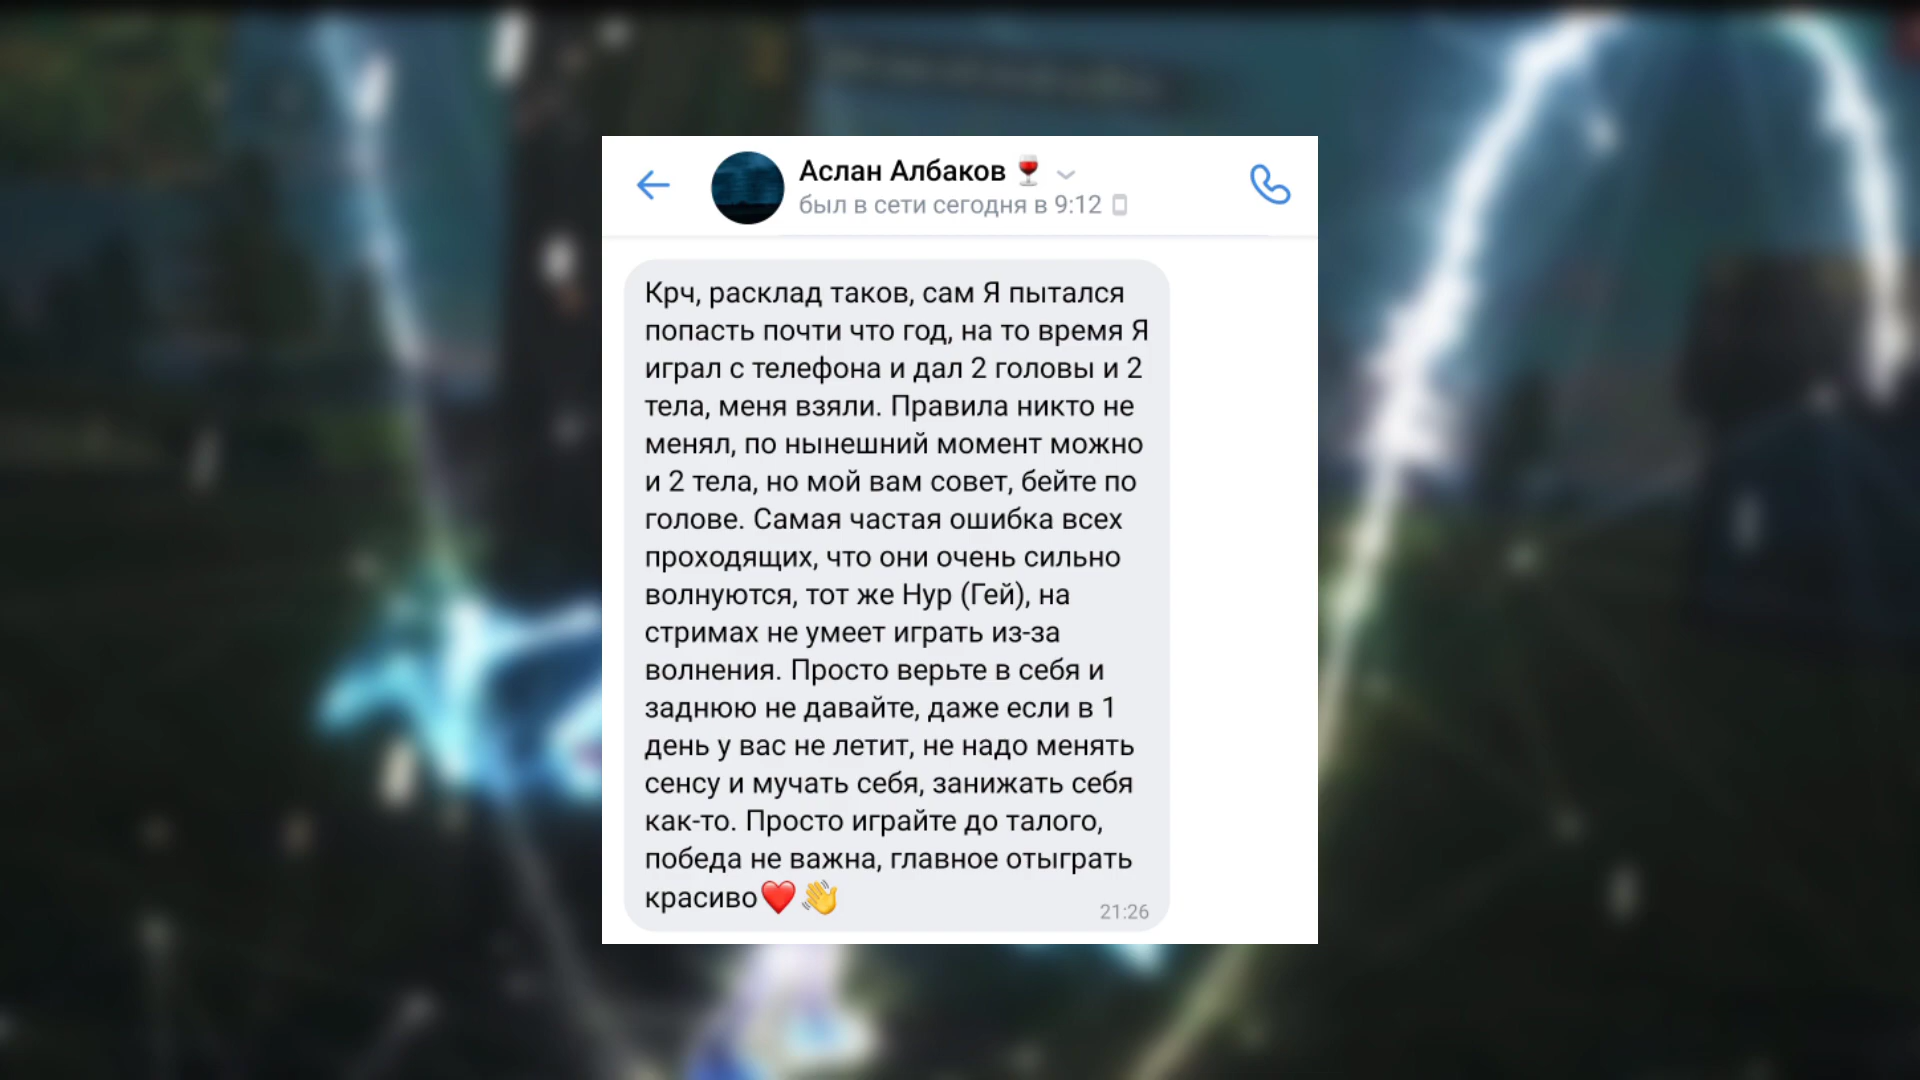 Аслан Албаков🍷
был в сети сегодня в 9:12
Крч, расклад таков, сам Я пытался
попасть почти что год, на то время Я
играл с телефона и дал 2 головы и 2
тела, меня взяли. Правила никто не
менял, по нынешний момент можно
и 2 тела, но мой вам совет, бейте по
голове. Самая частая ошибка всех
проходящих, что они очень сильно
волнуются, тот же Нур (Гей), на
стримах не умеет играть из-за
волнения. Просто верьте в себя и
заднюю не давайте, даже если в 1
день у вас не летит, не надо менять
сенсу и мучать себя, занижать себя
как-то. Просто играйте до талого,
победа не важна, главное отыграть
красиво❤️👋
21:26